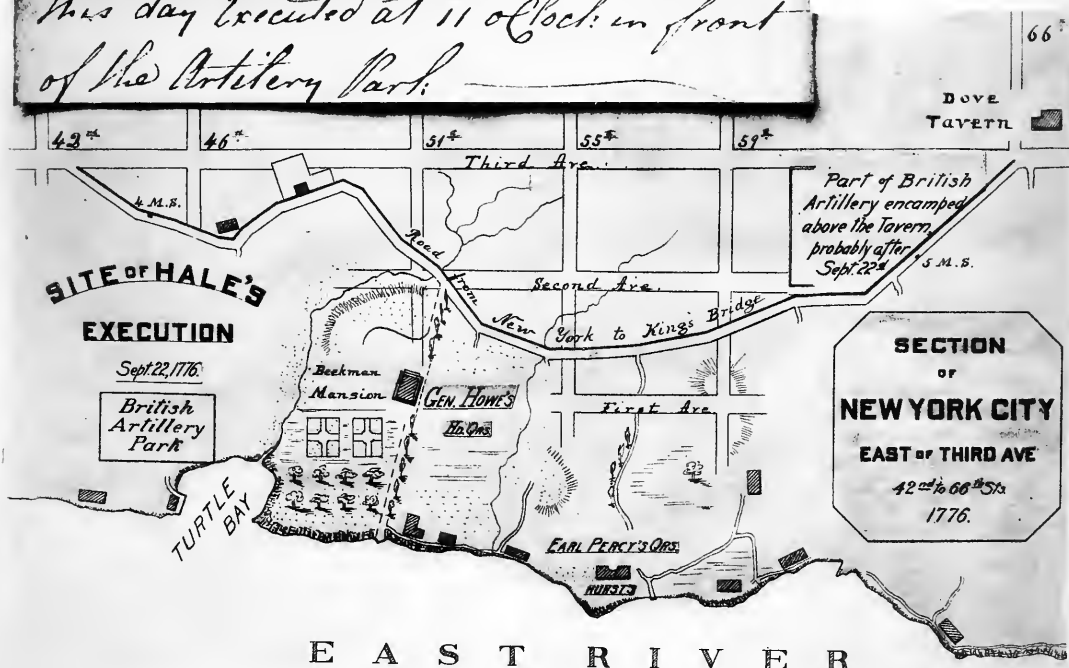 this day Executed at 11 oClock in front
of the Artilery Park.
66
DOVE
TAVERN
42nd
46th
51st
55th
59th
Third Ave.
4 M.S.
Part of British
Artillery encamped
above the Tavern,
probably after
Sept 22nd
5 M.S.
Road from New York to Kings Bridge
Second Ave.
SITE OF HALE'S
EXECUTION
Sept 22, 1776.
British
Artillery
Park
Beekman
Mansion
GEN. HOWE'S
HD. QRS.
First Ave
SECTION
OF
NEW YORK CITY
EAST OF THIRD AVE
42nd to 66th Sts.
1776.
TURTLE
BAY
EARL PERCY'S QRS.
HURST'S
EAST RIVER